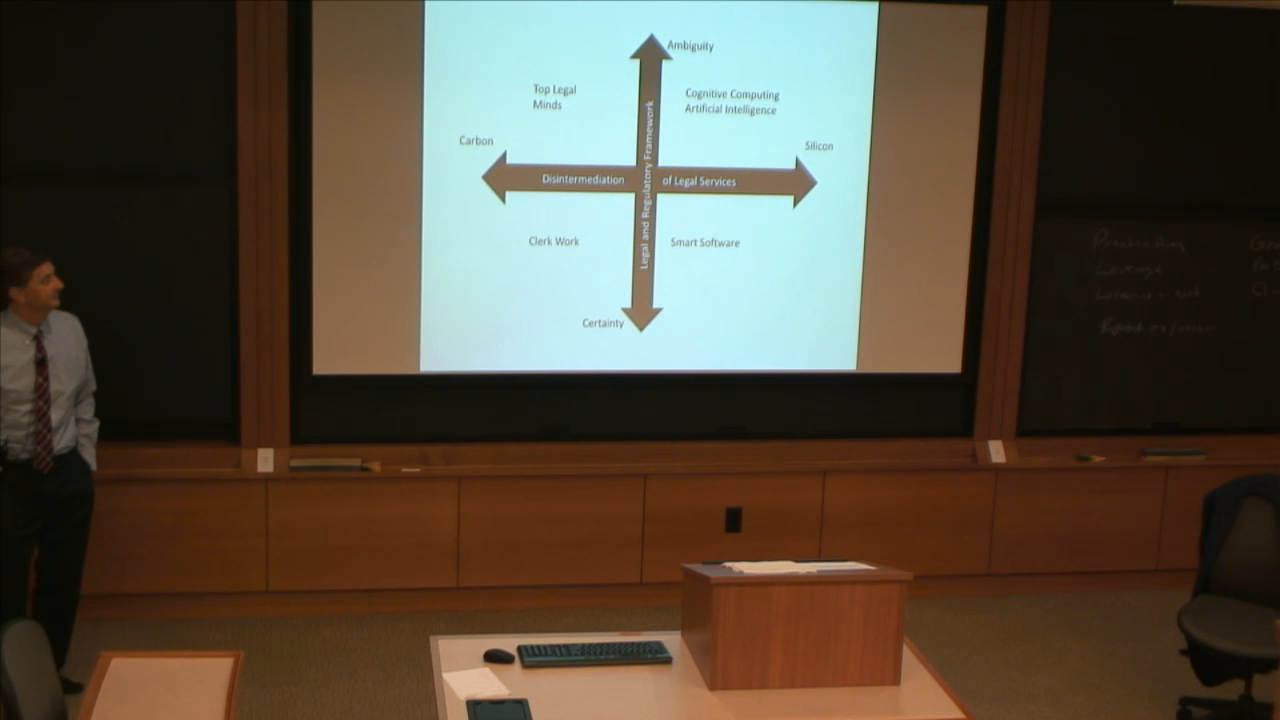 Ambiguity
Top Legal
Minds
Cognitive Computing
Artificial Intelligence
Carbon
Silicon
Legal and Regulatory Framework
Disintermediation
of Legal Services
Clerk Work
Smart Software
Certainty
Leverage